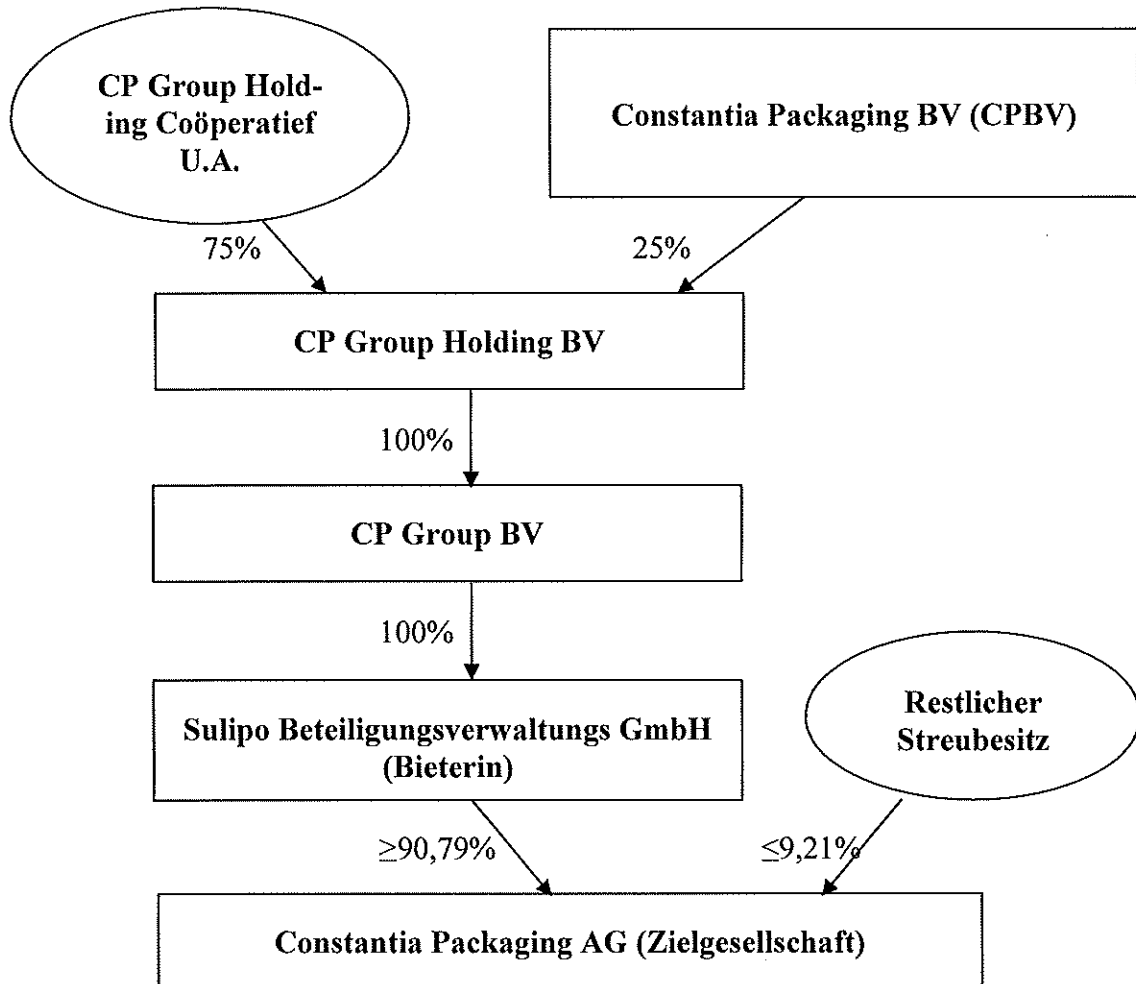 CP Group Hold-
ing Coöperatief
U.A.
Constantia Packaging BV (CPBV)
75%
25%
CP Group Holding BV
100%
CP Group BV
100%
Sulipo Beteiligungsverwaltungs GmbH
(Bieterin)
Restlicher
Streubesitz
≥90,79%
≤9,21%
Constantia Packaging AG (Zielgesellschaft)